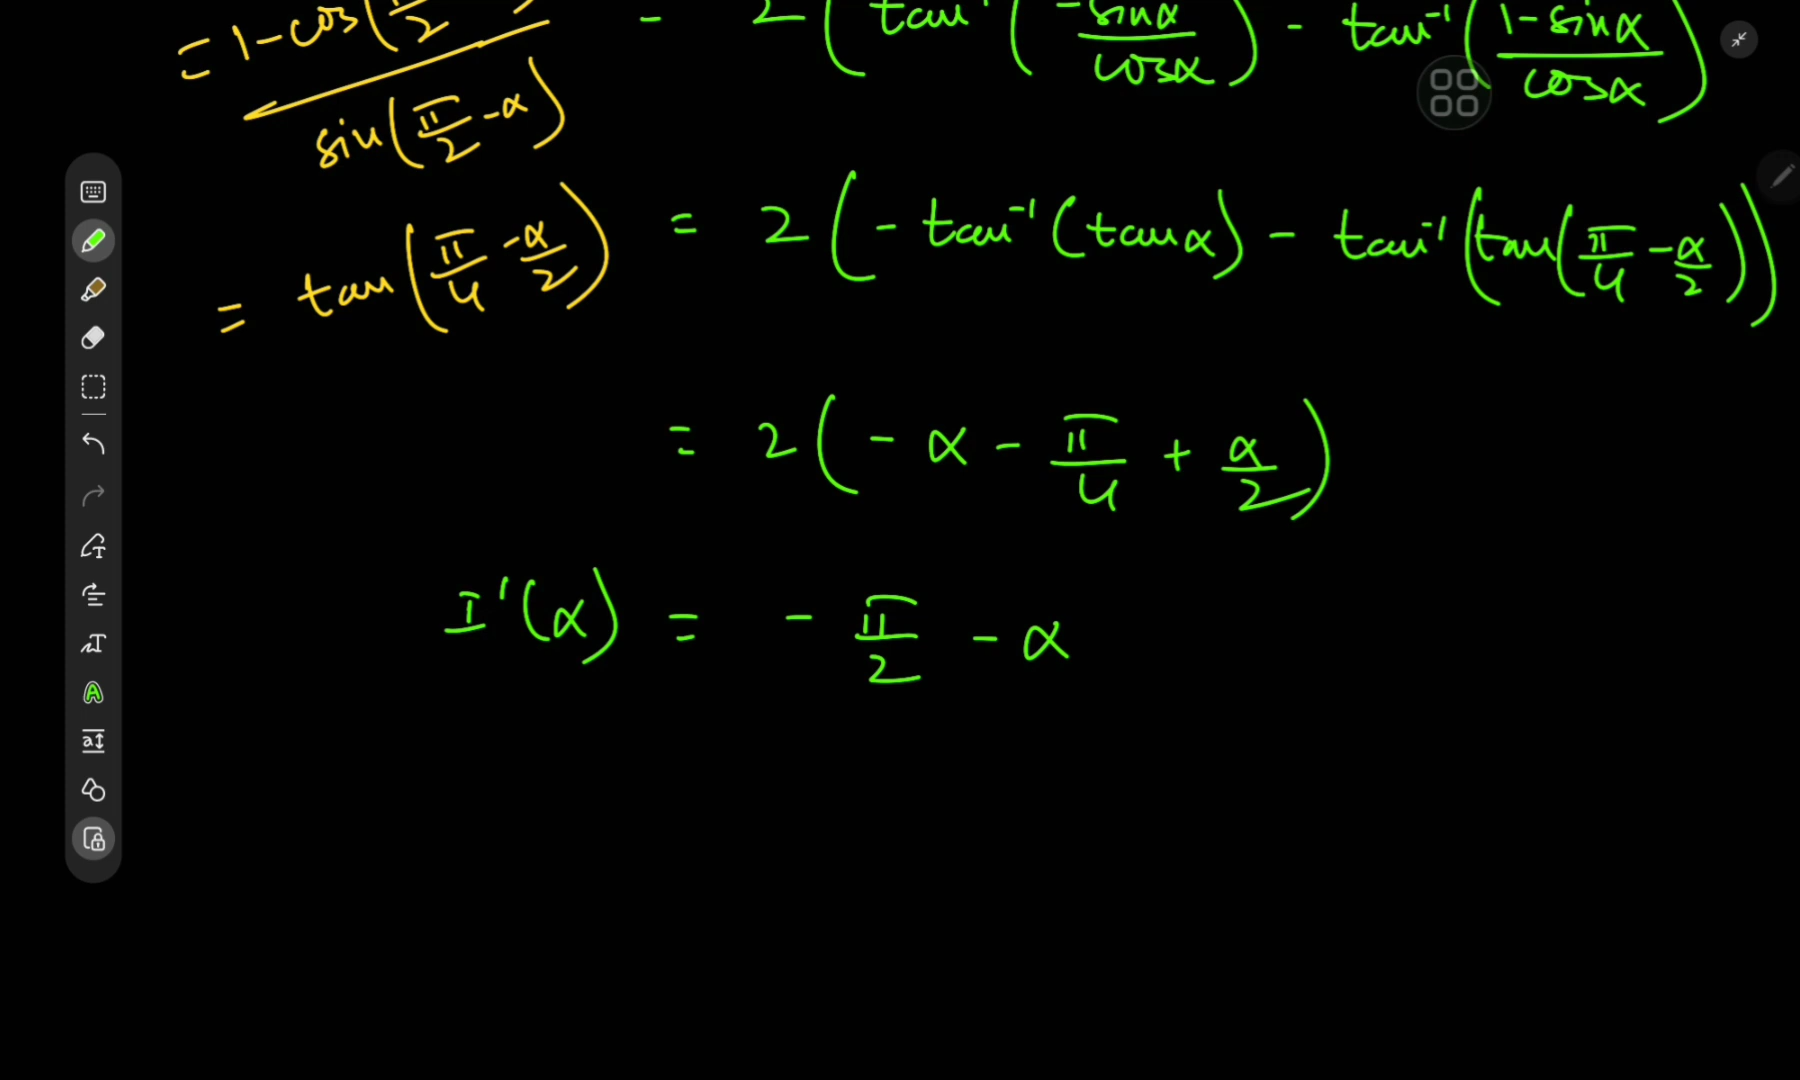 = 1 - cos(π/2
sin(π/2 - α)
= tan(π/4 - α/2)
- 2(tan⁻¹(-sinα/cosα) - tan⁻¹(1 - sinα/cosα)
= 2(- tan⁻¹(tanα) - tan⁻¹(tan(π/4 - α/2))
= 2(- α - π/4 + α/2)
I'(α) = - π/2 - α